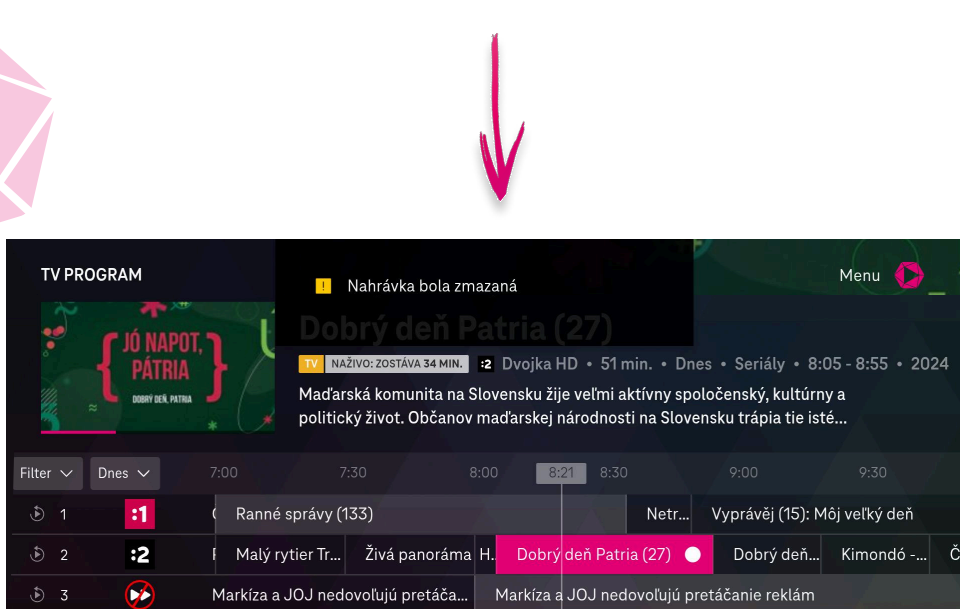 TV PROGRAM
Nahrávka bola zmazaná
Menu
JÓ NAPOT,
PÁTRIA
DOBRÝ DEŇ, PATRIA
Dobrý deň Patria (27)
TV NAŽIVO: ZOSTÁVA 34 MIN. :2 Dvojka HD • 51 min. • Dnes • Seriály • 8:05 - 8:55 • 2024
Maďarská komunita na Slovensku žije veľmi aktívny spoločenský, kultúrny a
politický život. Občanov maďarskej národnosti na Slovensku trápia tie isté...
Filter Dnes 7:00 7:30 8:00 8:21 8:30 9:00 9:30
1 :1 Ranné správy (133) Netr... Vyprávěj (15): Môj veľký deň
2 :2 Malý rytier Tr... Živá panoráma H.. Dobrý deň Patria (27) Dobrý deň... Kimondó -... Č
3 Markíza a JOJ nedovoľujú pretáča... Markíza a JOJ nedovoľujú pretáčanie reklám